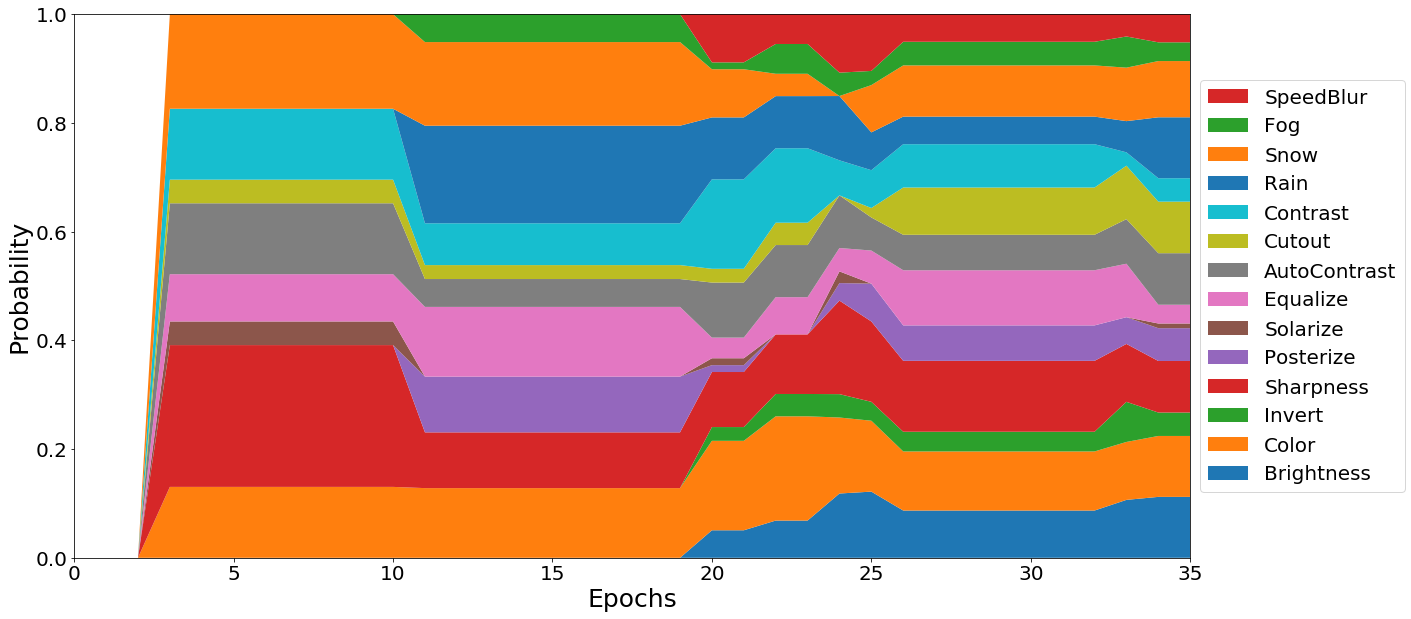 1.0
0.8
0.6
0.4
0.2
0.0
Probability
0
5
10
15
20
25
30
35
Epochs
SpeedBlur
Fog
Snow
Rain
Contrast
Cutout
AutoContrast
Equalize
Solarize
Posterize
Sharpness
Invert
Color
Brightness